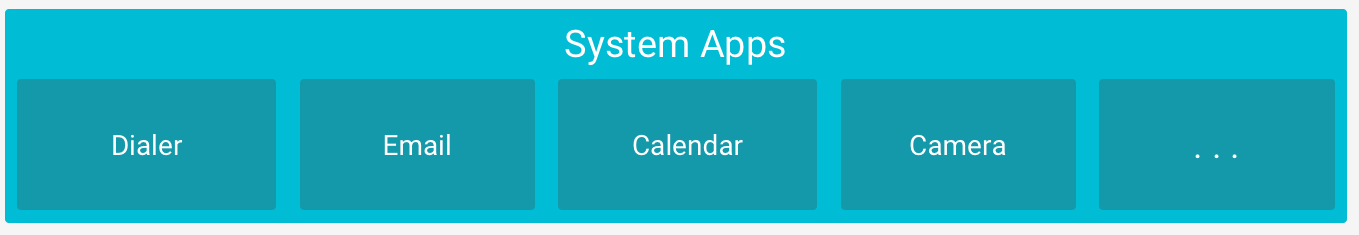 System Apps
Dialer
Email
Calendar
Camera
. . .